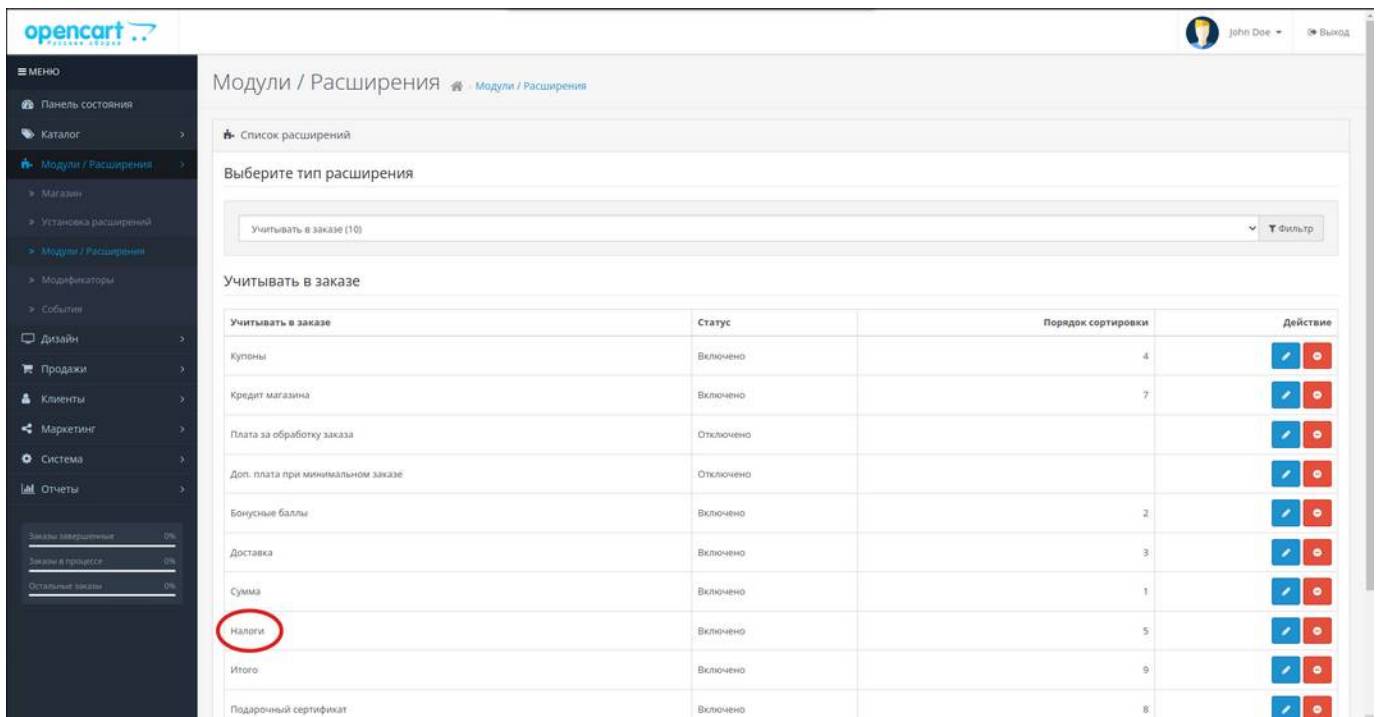 opencart
Русская сборка
John Doe
Выход
МЕНЮ
Панель состояния
Каталог
Модули / Расширения
Магазин
Установка расширений
Модули / Расширения
Модификаторы
События
Дизайн
Продажи
Клиенты
Маркетинг
Система
Отчеты
Заказы завершенные 0%
Заказы в процессе 0%
Остальные заказы 0%
Модули / Расширения Модули / Расширения
Список расширений
Выберите тип расширения
Учитывать в заказе (10) Фильтр
Учитывать в заказе
Учитывать в заказе Статус Порядок сортировки Действие
Купоны Включено 4
Кредит магазина Включено 7
Плата за обработку заказа Отключено
Доп. плата при минимальном заказе Отключено
Бонусные баллы Включено 2
Доставка Включено 3
Сумма Включено 1
Налоги Включено 5
Итого Включено 9
Подарочный сертификат Включено 8